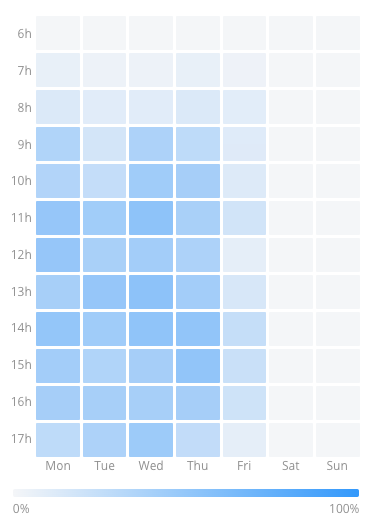 6h
7h
8h
9h
10h
11h
12h
13h
14h
15h
16h
17h
Mon Tue Wed Thu Fri Sat Sun
0% 100%